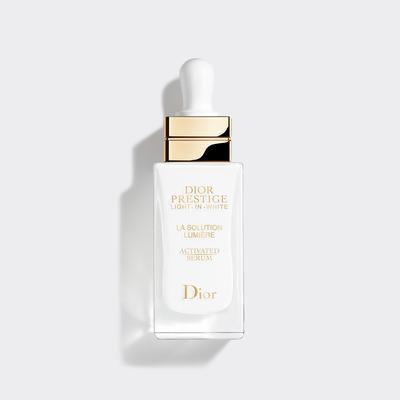 DIOR
PRESTIGE
LIGHT-IN-WHITE
LA SOLUTION
LUMIÈRE
ACTIVATED
SERUM
Dior